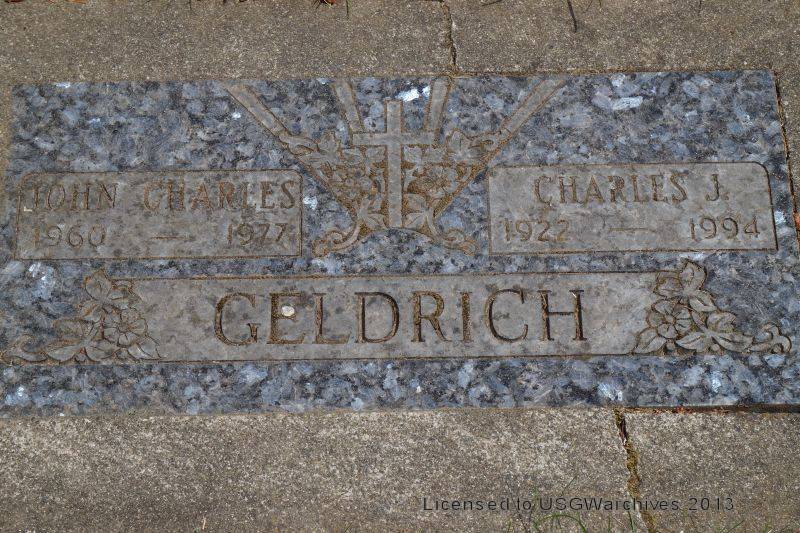 JOHN CHARLES
1960 — 1977
CHARLES J.
1922 — 1994
GELDRICH
Licensed to USGWarchives 2013